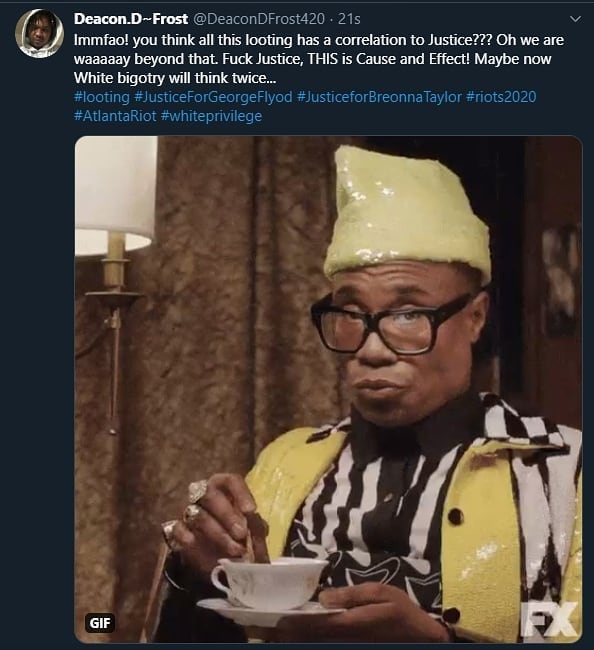 Deacon.D~Frost @DeaconDFrost420 · 21s
lmmfao! you think all this looting has a correlation to Justice??? Oh we are
waaaaay beyond that. Fuck Justice, THIS is Cause and Effect! Maybe now
White bigotry will think twice...
#looting #JusticeForGeorgeFlyod #JusticeforBreonnaTaylor #riots2020
#AtlantaRiot #whiteprivilege
GIF
FX